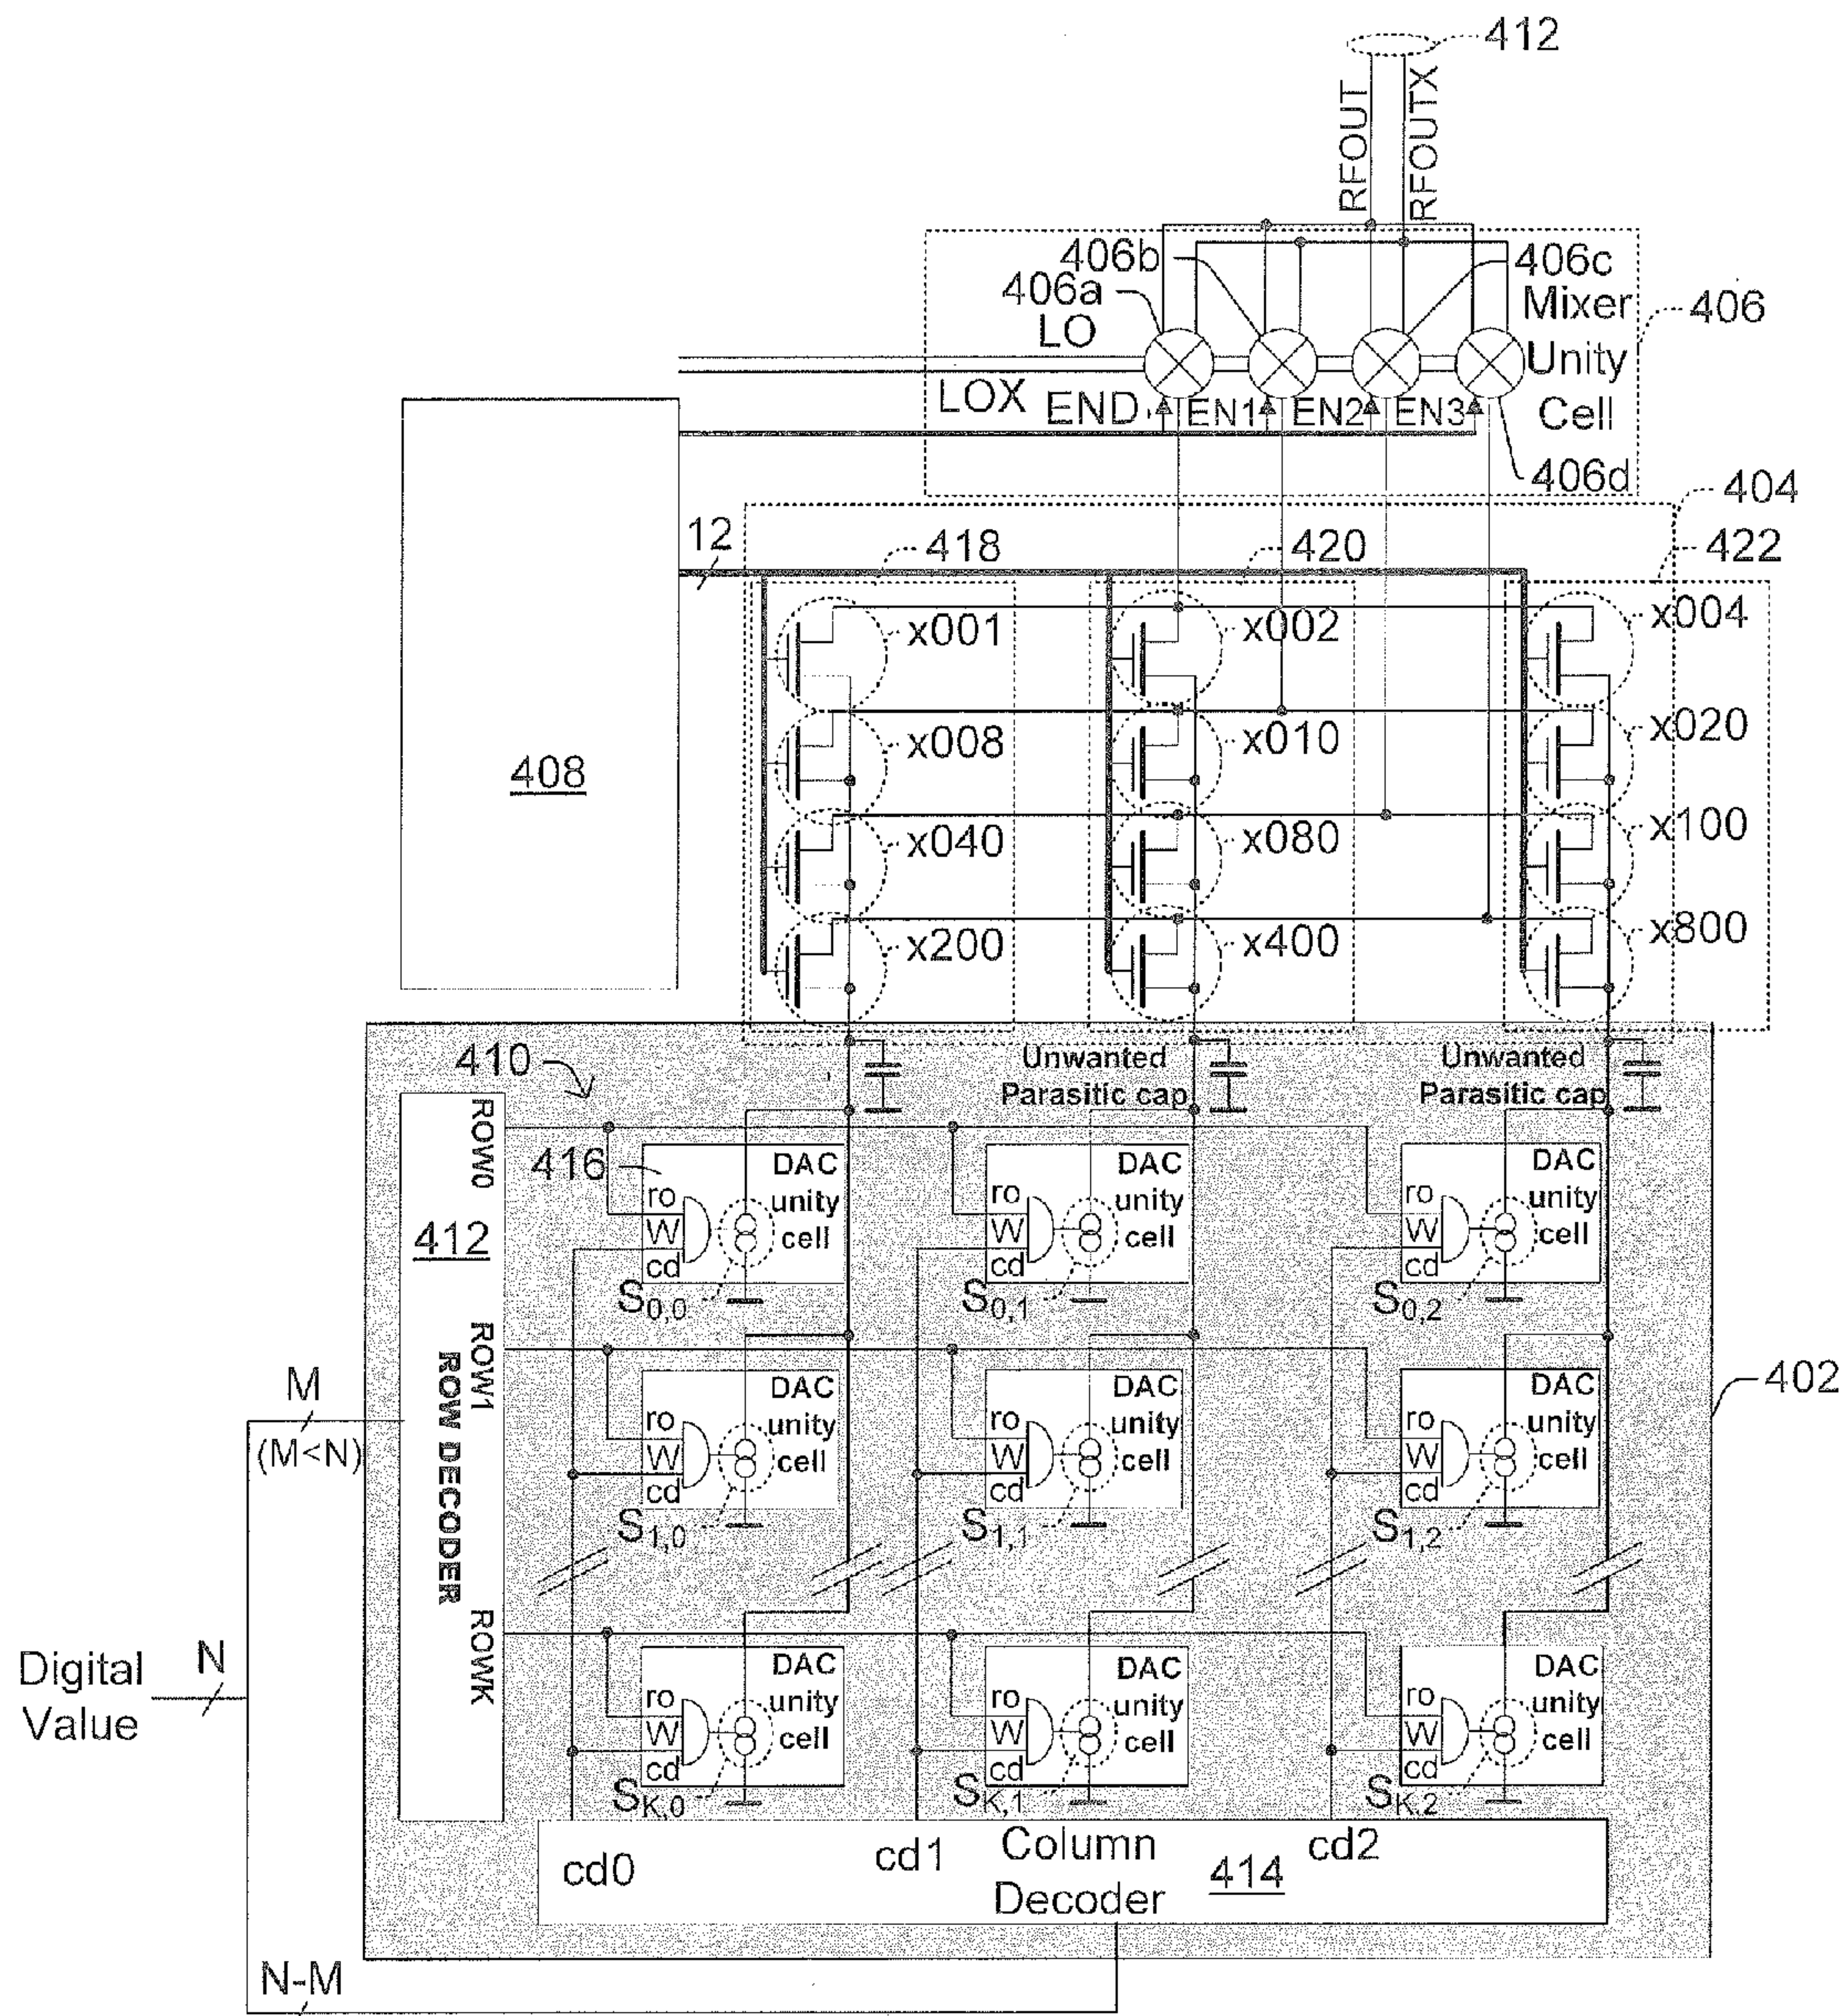 412
RFOUT
RFOUTX
406b
406a
LO
406c
Mixer
Unity
Cell
406
LOX
END
EN1
EN2
EN3
406d
404
12
418
420
422
408
x001
x002
x004
x008
x010
x020
x040
x080
x100
x200
x400
x800
410
Unwanted
Parasitic cap
Unwanted
Parasitic cap
ROW0
412
ROW1
ROW DECODER
ROWK
416
ro
W
cd
DAC
unity
cell
S0,0
ro
W
cd
DAC
unity
cell
S0,1
ro
W
cd
DAC
unity
cell
S0,2
402
M
(M<N)
ro
W
cd
DAC
unity
cell
S1,0
ro
W
cd
DAC
unity
cell
S1,1
ro
W
cd
DAC
unity
cell
S1,2
Digital
Value
N
ro
W
cd
DAC
unity
cell
SK,0
ro
W
cd
DAC
unity
cell
SK,1
ro
W
cd
DAC
unity
cell
SK,2
cd0
cd1
Column
Decoder
414
cd2
N-M